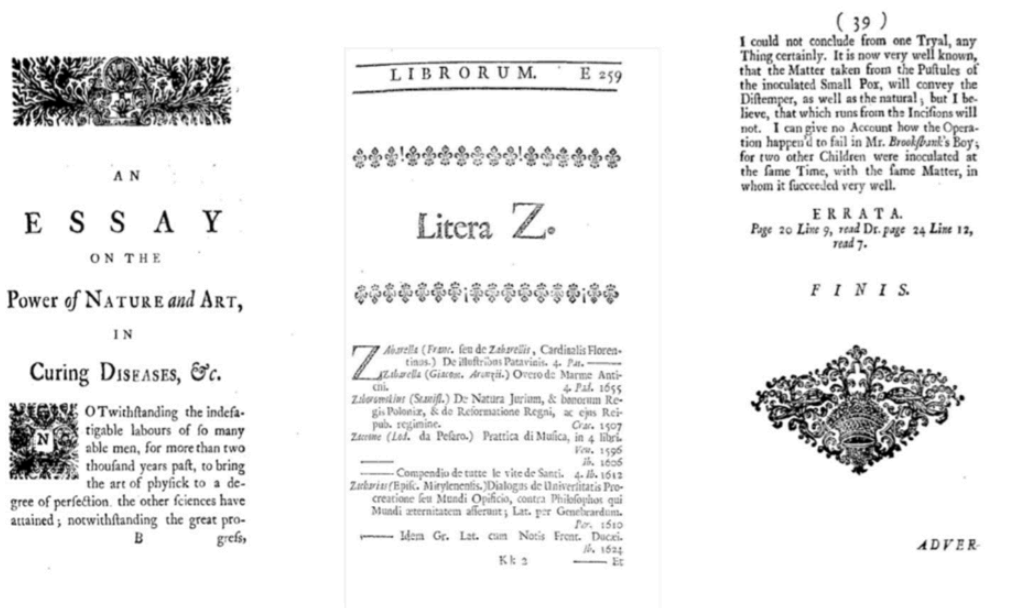 AN
ESSAY
ON THE
Power of NATURE and ART,
IN
Curing DISEASES, &c.
NOTwithſtanding the indefa-
tigable labours of ſo many
able men, for more than two
thouſand years paſt, to bring
the art of phyſick to a de-
gree of perfection the other ſciences have
attained; notwithſtanding the great pro-
B greſs,
LIBRORUM. E 259
Litera Z.
ZAbarella (Franc. ſeu de Zabarellis, Cardinalis Floren-
tinus.) De illuſtribus Patavinis. 4. Pat.
Zabarella (Giacom. Overo de Marme Anti-
chi. 4. Pad. 1655
Zaborowskius (Staniſl.) De Natura Jurium, & bonorum Re-
gis Poloniæ, & de Reformatione Regni, ac ejus Rei-
pub. regimine. Crac. 1507
Zaccone (Lod. da Peſaro.) Prattica di Muſica, in 4 libri.
Ven. 1596
Ib. 1606
Compendio de tutte le vite de Santi. 4. Ib. 1612
Zacharias (Epiſc. Mitylenenſis.) Dialogus de Univerſitatis Pro-
creatione ſeu Mundi Opificio, contra Philoſophos qui
Mundi æternitatem aſſerunt; Lat. per Genebrardum.
Par. 1610
Idem Gr. Lat. cum Notis Front. Ducæi.
Ib. 1624
Kk 2 — Et
( 39 )
I could not conclude from one Tryal, any
Thing certainly. It is now very well known,
that the Matter taken from the Puſtules of
the inoculated Small Pox, will convey the
Diſtemper, as well as the natural; but I be-
lieve, that which runs from the Inciſions will
not. I can give no Account how the Opera-
tion happen'd to fail in Mr. Brookſbank's Boy;
for two other Children were inoculated at
the ſame Time, with the ſame Matter, in
whom it ſucceeded very well.
ERRATA.
Page 20 Line 9, read Dr. page 24 Line 12,
read 7.
FINIS.
ADVER-